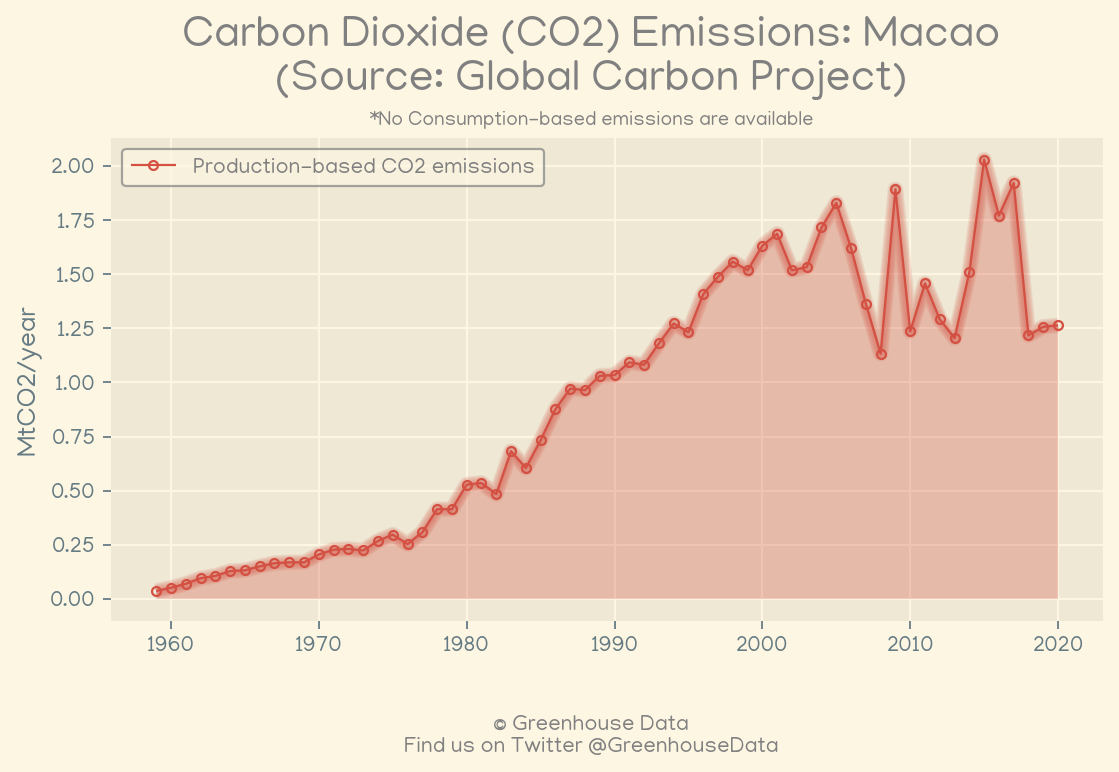 Carbon Dioxide (CO2) Emissions: Macao
(Source: Global Carbon Project)
*No Consumption-based emissions are available
Production-based CO2 emissions
MtCO2/year
2.00
1.75
1.50
1.25
1.00
0.75
0.50
0.25
0.00
1960 1970 1980 1990 2000 2010 2020
© Greenhouse Data
Find us on Twitter @GreenhouseData